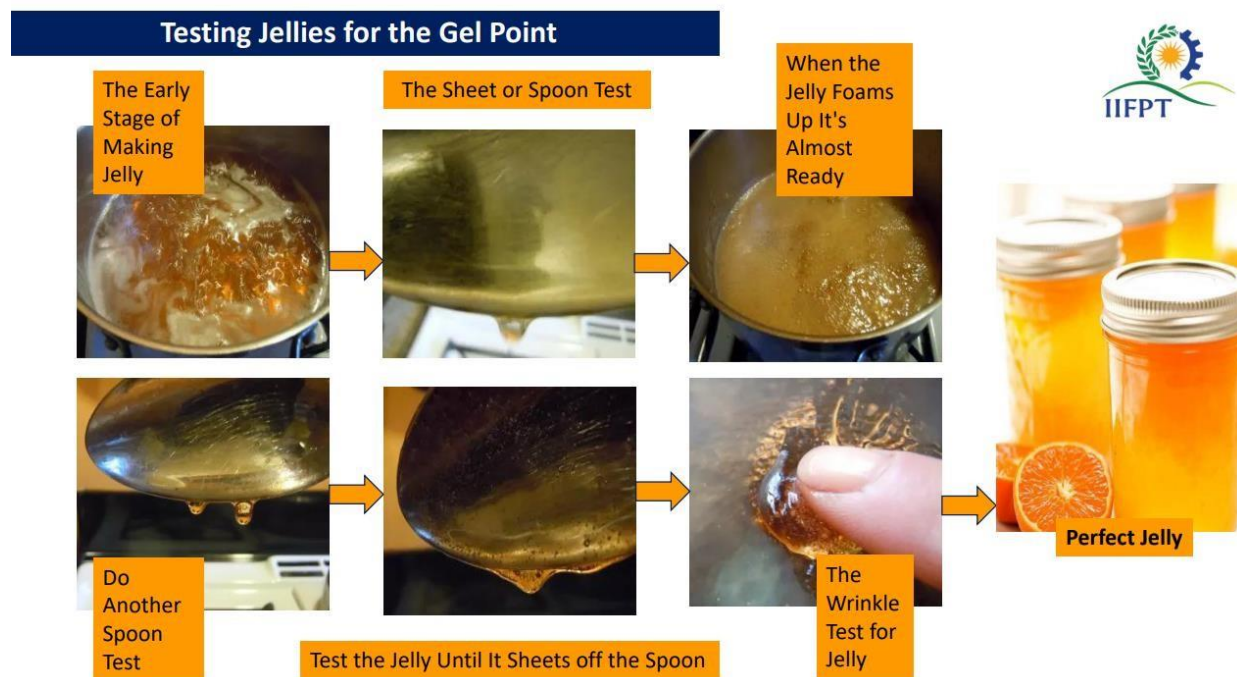 Testing Jellies for the Gel Point
The Early
Stage of
Making
Jelly
The Sheet or Spoon Test
When the
Jelly Foams
Up It's
Almost
Ready
IIFPT
Do
Another
Spoon
Test
Test the Jelly Until It Sheets off the Spoon
The
Wrinkle
Test for
Jelly
Perfect Jelly